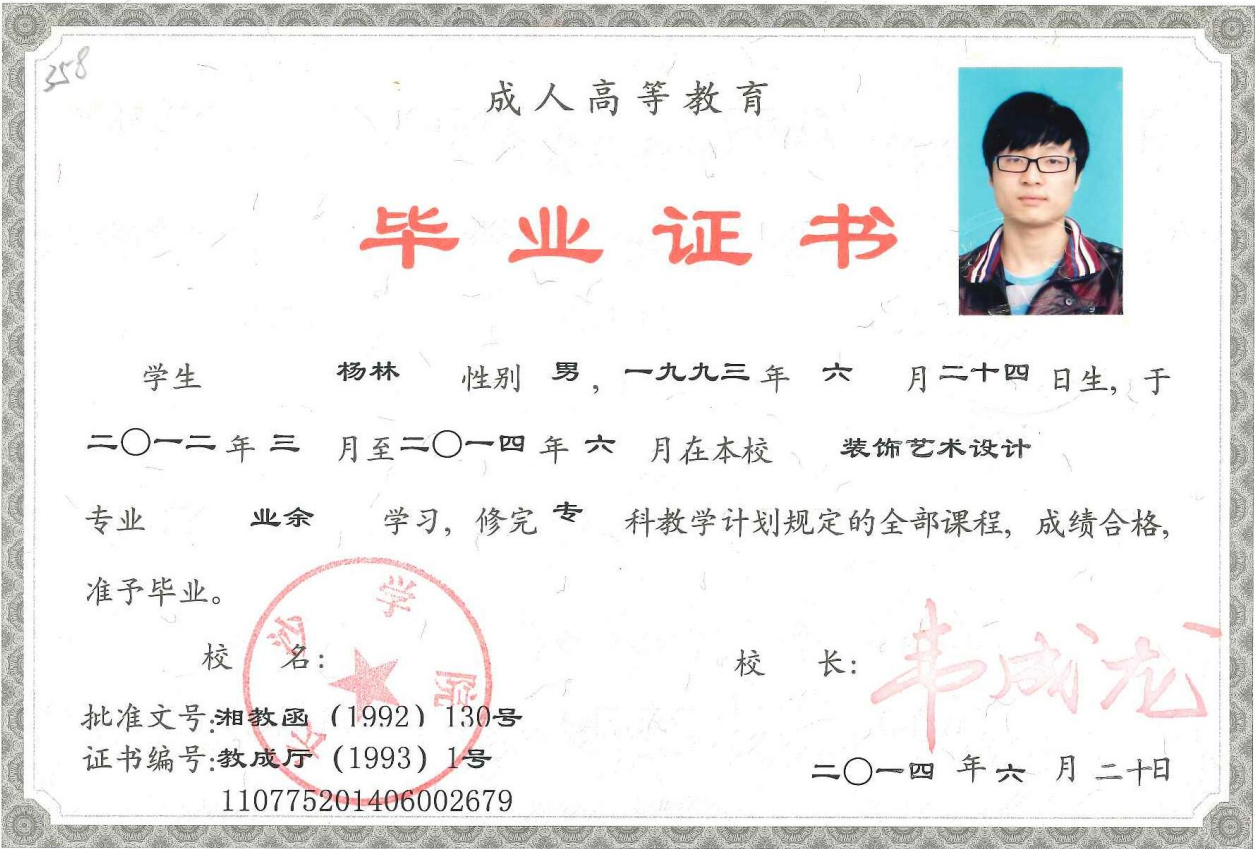 358
成人高等教育
毕业证书
学生 杨林 性别 男，一九九三年 六 月二十四日生，于
二〇一二年三 月至二〇一四年六 月在本校 装饰艺术设计
专业 业余 学习，修完 专 科教学计划规定的全部课程，成绩合格，
准予毕业。
校 名：
长沙学院
校 长：
韦成龙
批准文号:湘教函（1992）130号
证书编号:教成厅（1993）1号
110775201406002679
二〇一四 年六 月二十日